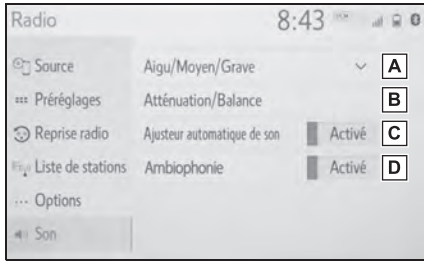 Radio 8:43
Source Aigu/Moyen/Grave A
Préréglages Atténuation/Balance B
Reprise radio Ajusteur automatique de son Activé C
Liste de stations Ambiophonie Activé D
Options
Son